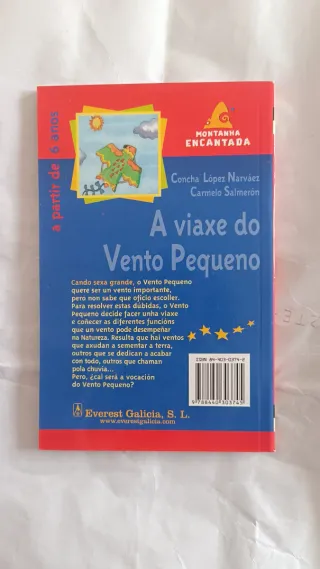 a partir de 6 anos
MONTANHA
ENCANTADA
Concha López Narváez
Carmelo Salmerón
A viaxe do
Vento Pequeno
Cando sexa grande, o Vento Pequeno
quere ser un vento importante,
pero non sabe que oficio escoller.
Para resolver estas dúbidas, o Vento
Pequeno decide facer unha viaxe
e coñecer as diferentes funcións
que un vento pode desempeñar
na Natureza. Resulta que hai ventos
que axudan a sementar a terra,
outros que se dedican a acabar
con todo, outros que chaman
pola chuvia...
Pero, ¿cal será a vocación
do Vento Pequeno?
Everest Galicia, S. L.
www.everestgalicia.com